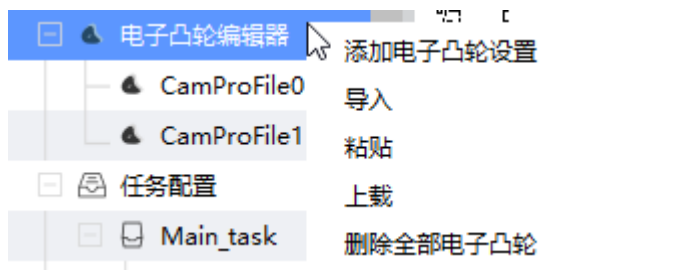 电子凸轮编辑器
CamProFile0
CamProFile1
任务配置
Main_task
添加电子凸轮设置
导入
粘贴
上载
删除全部电子凸轮